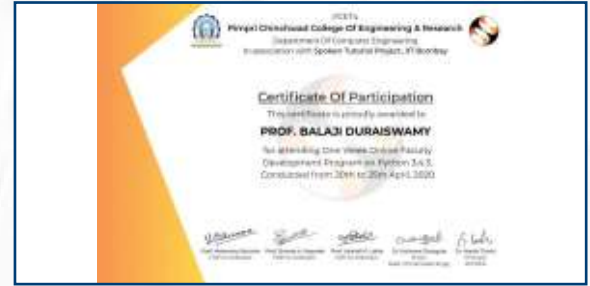 PCET's
Pimpri Chinchwad College Of Engineering & Research
Department Of Computer Engineering
In association with Spoken Tutorial Project, IIT Bombay
Certificate Of Participation
This certificate is proudly awarded to
PROF. BALAJI DURAISWAMY
for attending One Week Online Faculty
Development Program on Python 3.4.3.
Conducted from 20th to 25th April, 2020